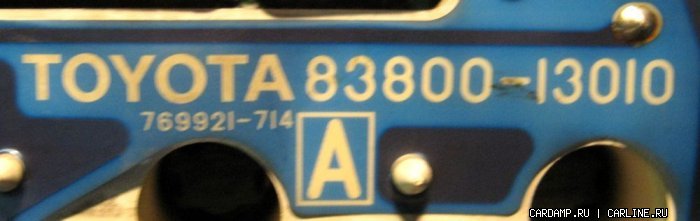 TOYOTA 83800-13010
769921-714
A
CARDAMP.RU | CARLINE.RU